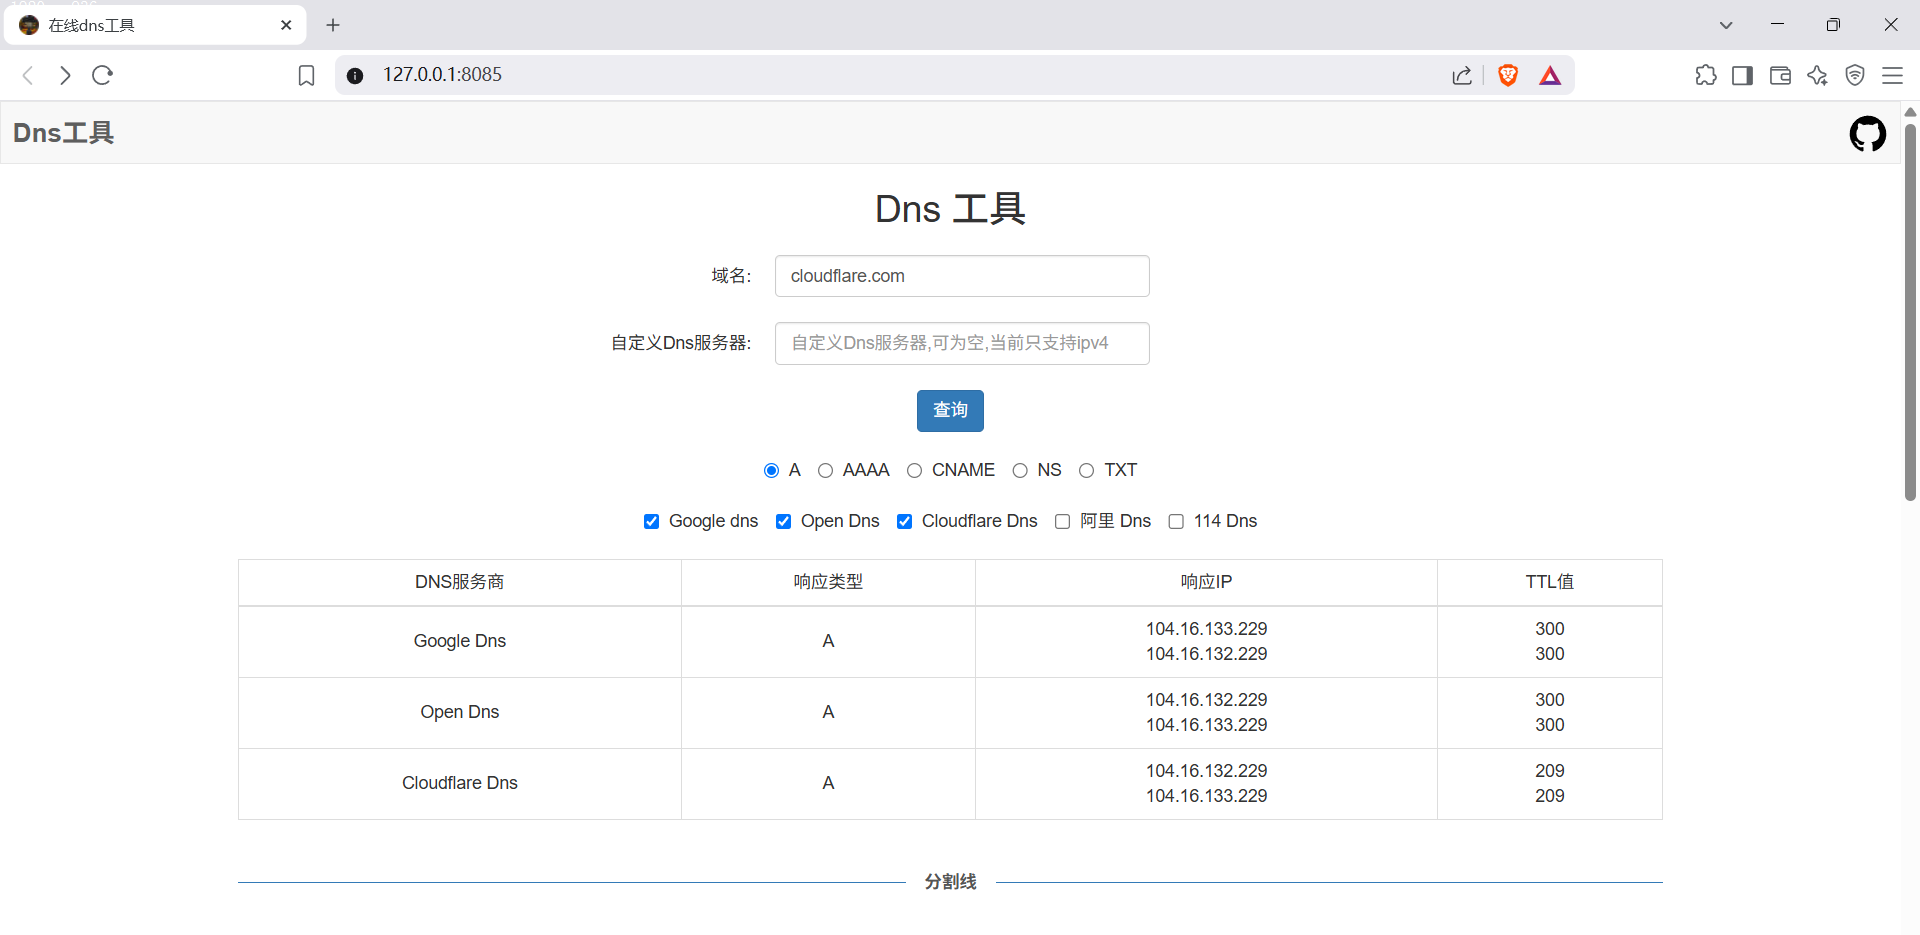 在线dns工具
127.0.0.1:8085
Dns工具
Dns 工具
域名: cloudflare.com
自定义Dns服务器: 自定义Dns服务器,可为空,当前只支持ipv4
查询
A AAAA CNAME NS TXT
Google dns Open Dns Cloudflare Dns 阿里 Dns 114 Dns
DNS服务商 响应类型 响应IP TTL值
Google Dns A 104.16.133.229 300
104.16.132.229 300
Open Dns A 104.16.132.229 300
104.16.133.229 300
Cloudflare Dns A 104.16.132.229 209
104.16.133.229 209
分割线